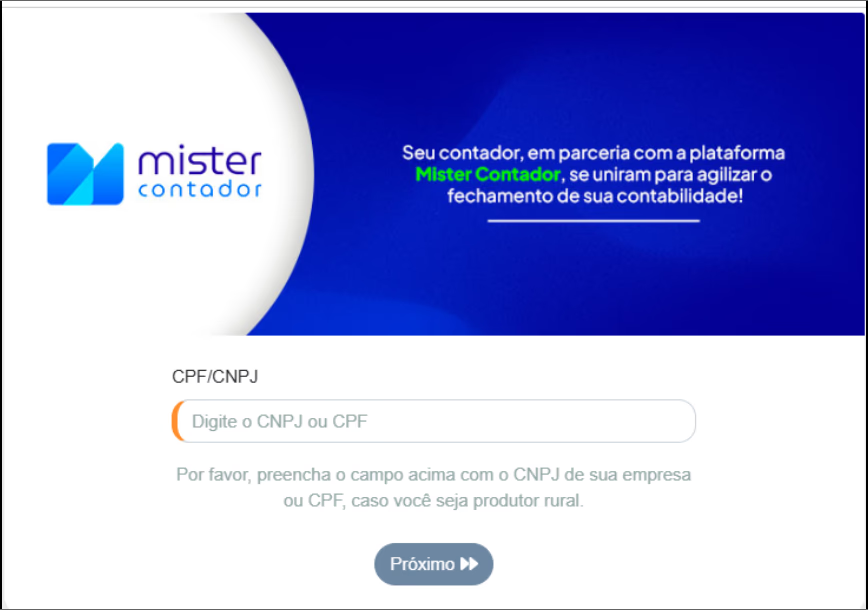 mister
contador
Seu contador, em parceria com a plataforma
Mister Contador, se uniram para agilizar o
fechamento de sua contabilidade!
CPF/CNPJ
Digite o CNPJ ou CPF
Por favor, preencha o campo acima com o CNPJ de sua empresa
ou CPF, caso você seja produtor rural.
Próximo